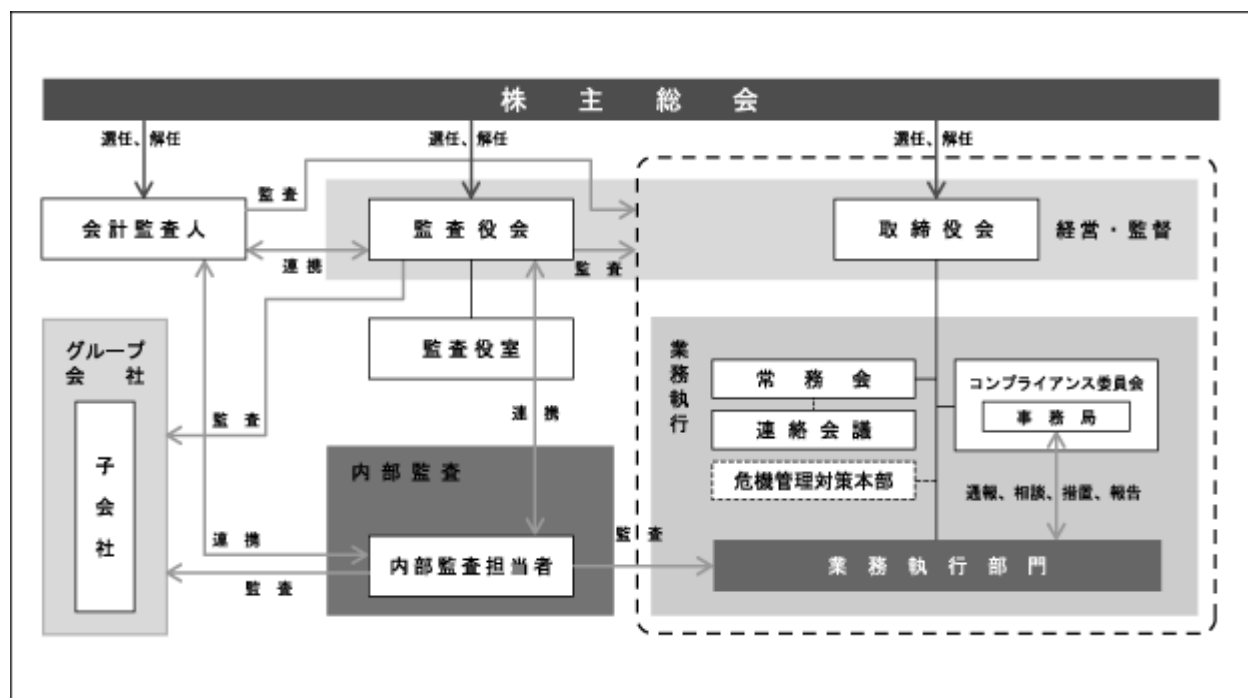 株主総会
選任、解任
選任、解任
選任、解任
監査
会計監査人
監査役会
取締役会
経営・監督
連携
監査
グループ
会社
監査役室
業務執行
常務会
コンプライアンス委員会
事務局
監査
連携
連絡会議
子会社
内部監査
危機管理対策本部
通報、相談、措置、報告
連携
監査
内部監査担当者
業務執行部門
監査